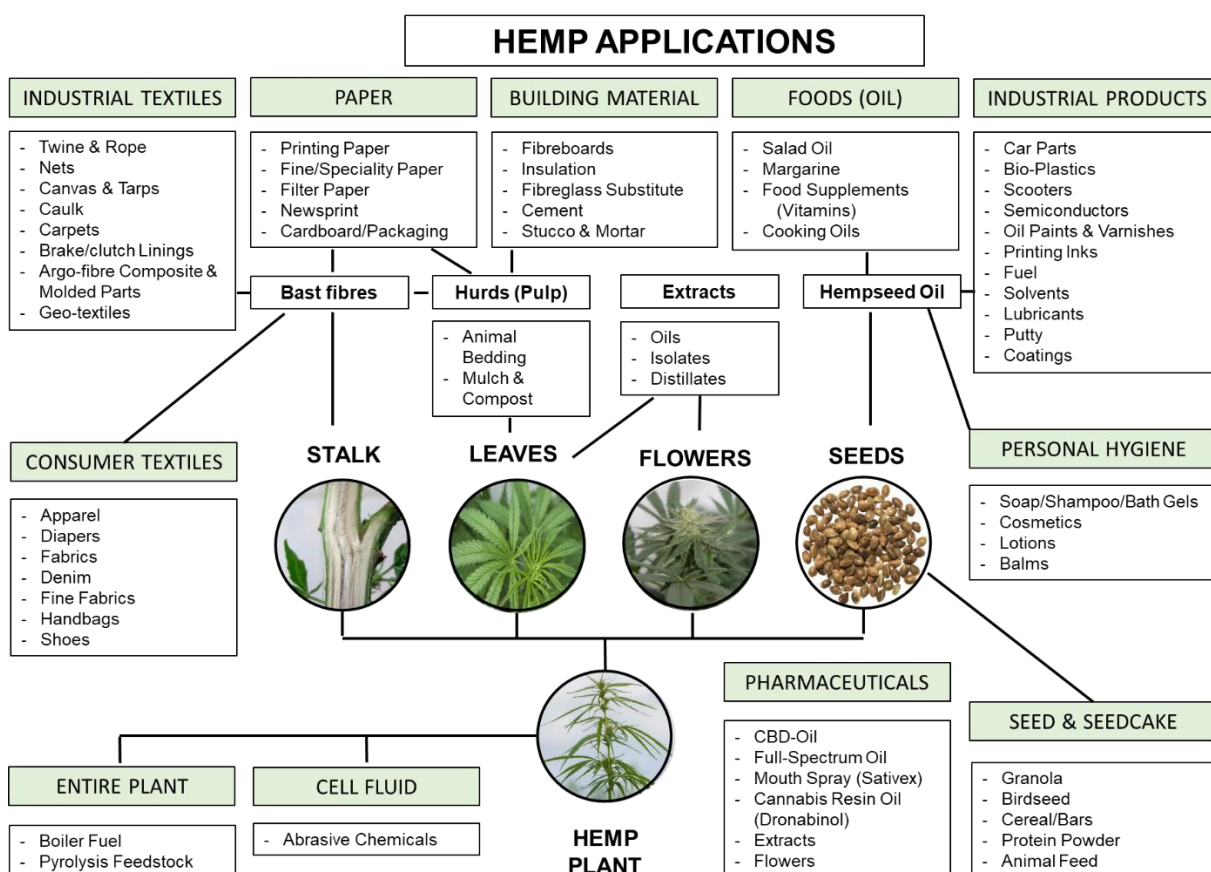 HEMP APPLICATIONS
INDUSTRIAL TEXTILES
- Twine & Rope
- Nets
- Canvas & Tarps
- Caulk
- Carpets
- Brake/clutch Linings
- Argo-fibre Composite &
Molded Parts
- Geo-textiles
PAPER
- Printing Paper
- Fine/Speciality Paper
- Filter Paper
- Newsprint
- Cardboard/Packaging
BUILDING MATERIAL
- Fibreboards
- Insulation
- Fibreglass Substitute
- Cement
- Stucco & Mortar
FOODS (OIL)
- Salad Oil
- Margarine
- Food Supplements
(Vitamins)
- Cooking Oils
INDUSTRIAL PRODUCTS
- Car Parts
- Bio-Plastics
- Scooters
- Semiconductors
- Oil Paints & Varnishes
- Printing Inks
- Fuel
- Solvents
- Lubricants
- Putty
- Coatings
Bast fibres
Hurds (Pulp)
- Animal
Bedding
- Mulch &
Compost
Extracts
- Oils
- Isolates
- Distillates
Hempseed Oil
CONSUMER TEXTILES
- Apparel
- Diapers
- Fabrics
- Denim
- Fine Fabrics
- Handbags
- Shoes
STALK
LEAVES
FLOWERS
SEEDS
PERSONAL HYGIENE
- Soap/Shampoo/Bath Gels
- Cosmetics
- Lotions
- Balms
ENTIRE PLANT
- Boiler Fuel
- Pyrolysis Feedstock
CELL FLUID
- Abrasive Chemicals
HEMP
PLANT
PHARMACEUTICALS
- CBD-Oil
- Full-Spectrum Oil
- Mouth Spray (Sativex)
- Cannabis Resin Oil
(Dronabinol)
- Extracts
- Flowers
SEED & SEEDCAKE
- Granola
- Birdseed
- Cereal/Bars
- Protein Powder
- Animal Feed